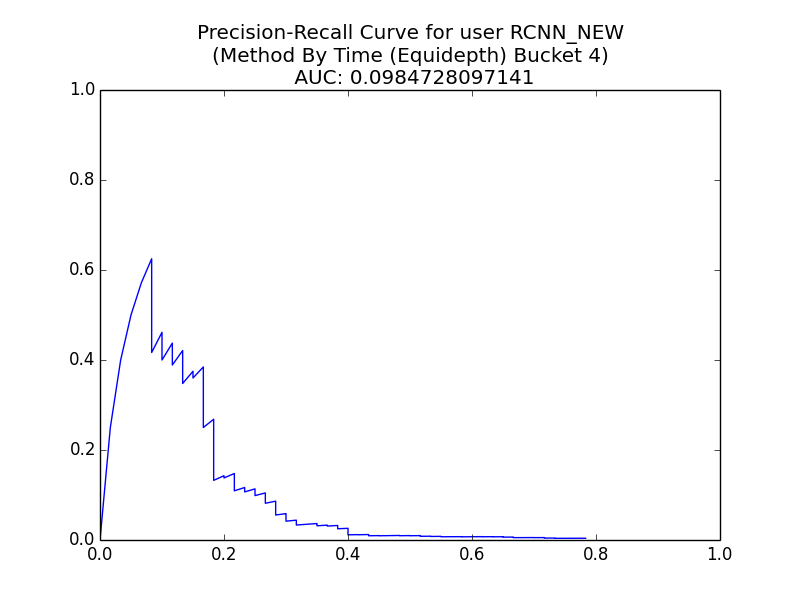 Precision-Recall Curve for user RCNN_NEW
(Method By Time (Equidepth) Bucket 4)
AUC: 0.0984728097141
1.0
0.8
0.6
0.4
0.2
0.0
0.0 0.2 0.4 0.6 0.8 1.0